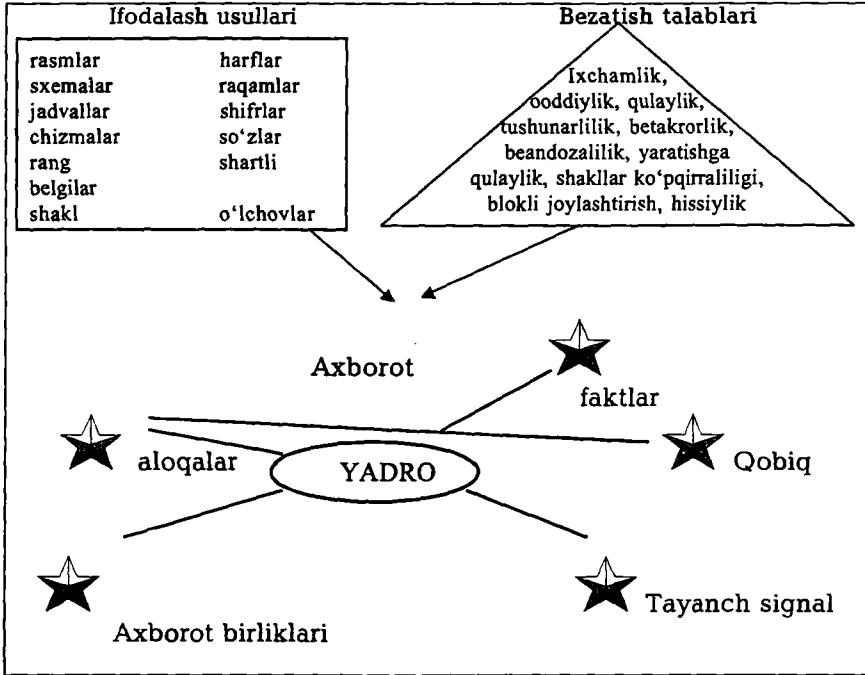 Ifodalash usullari
rasmlar harflar
sxemalar raqamlar
jadvallar shifrlar
chizmalar so‘zlar
rang shartli
belgilar
shakl o‘lchovlar
Bezatish talablari
Ixchamlik,
ooddiylik, qulaylik,
tushunarlilik, betakrorlik,
beandozalilik, yaratishga
qulaylik, shakllar ko‘pqirraliligi,
blokli joylashtirish, hissiylik
Axborot
faktlar
aloqalar
YADRO
Qobiq
Axborot birliklari
Tayanch signal